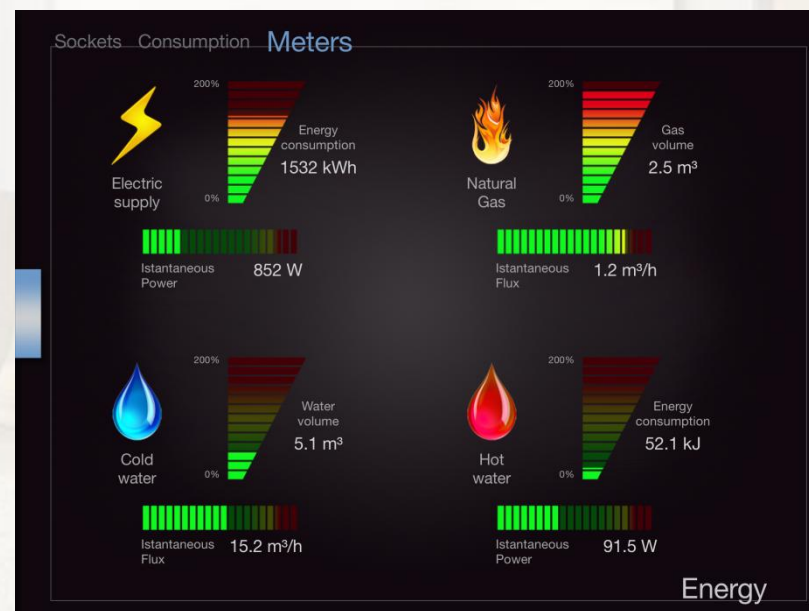 Sockets Consumption Meters
200%
Energy
consumption
1532 kWh
Electric
supply
0%
Istantaneous
Power
852 W
200%
Gas
volume
2.5 m³
Natural
Gas
0%
Istantaneous
Flux
1.2 m³/h
200%
Water
volume
5.1 m³
Cold
water
0%
Istantaneous
Flux
15.2 m³/h
200%
Energy
consumption
52.1 kJ
Hot
water
0%
Istantaneous
Power
91.5 W
Energy